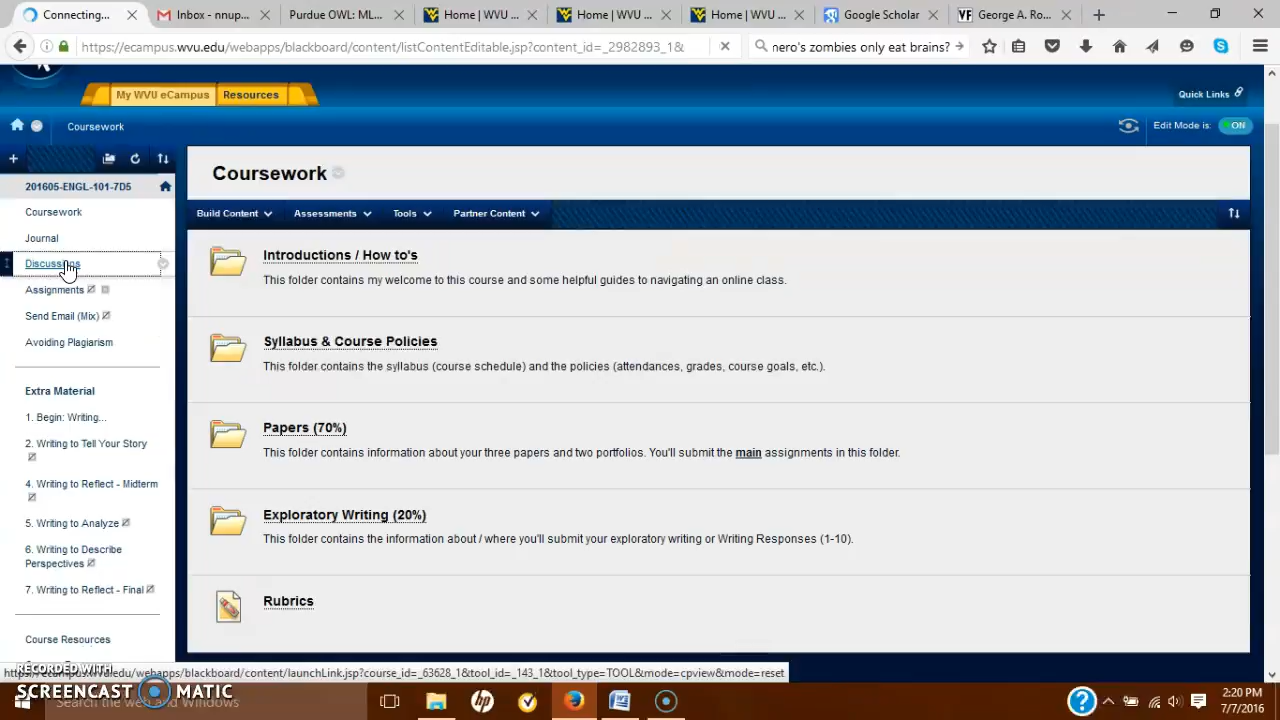 Connecting...
Inbox - nnup...
Purdue OWL: ML...
Home | WVU ...
Home | WVU ...
Home | WVU ...
Google Scholar
George A. Ro...
https://ecampus.wvu.edu/webapps/blackboard/content/listContentEditable.jsp?content_id=_2982893_1&
nero's zombies only eat brains?
My WVU eCampus
Resources
Quick Links
Coursework
Edit Mode is: ON
201605-ENGL-101-7D5
Coursework
Journal
Discussions
Assignments
Send Email (Mix)
Avoiding Plagiarism
Extra Material
1. Begin: Writing...
2. Writing to Tell Your Story
4. Writing to Reflect - Midterm
5. Writing to Analyze
6. Writing to Describe
Perspectives
7. Writing to Reflect - Final
Course Resources
Coursework
Build Content
Assessments
Tools
Partner Content
Introductions / How to's
This folder contains my welcome to this course and some helpful guides to navigating an online class.
Syllabus & Course Policies
This folder contains the syllabus (course schedule) and the policies (attendances, grades, course goals, etc.).
Papers (70%)
This folder contains information about your three papers and two portfolios. You'll submit the main assignments in this folder.
Exploratory Writing (20%)
This folder contains the information about / where you'll submit your exploratory writing or Writing Responses (1-10).
Rubrics
https://ecampus.wvu.edu/webapps/blackboard/content/launchLink.jsp?course_id=_63628_1&tool_id=_143_1&tool_type=TOOL&mode=cpview&mode=reset
RECORDED WITH
SCREENCAST MATIC
Search the web and Windows
2:20 PM
7/7/2016